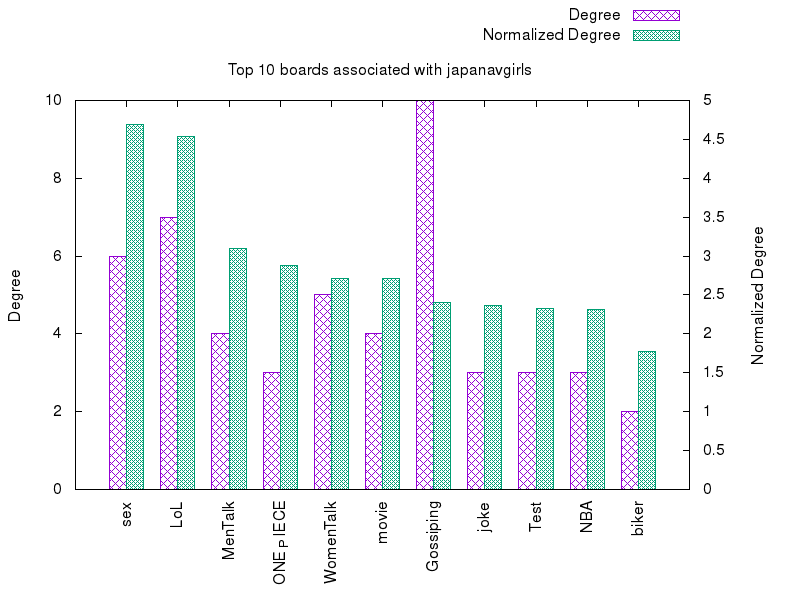 Degree
Normalized Degree
Top 10 boards associated with japanavgirls
10
8
6
4
2
0
5
4.5
4
3.5
3
2.5
2
1.5
1
0.5
0
Degree
Normalized Degree
sex
LoL
MenTalk
ONE P IECE
WomenTalk
movie
Gossiping
joke
Test
NBA
biker